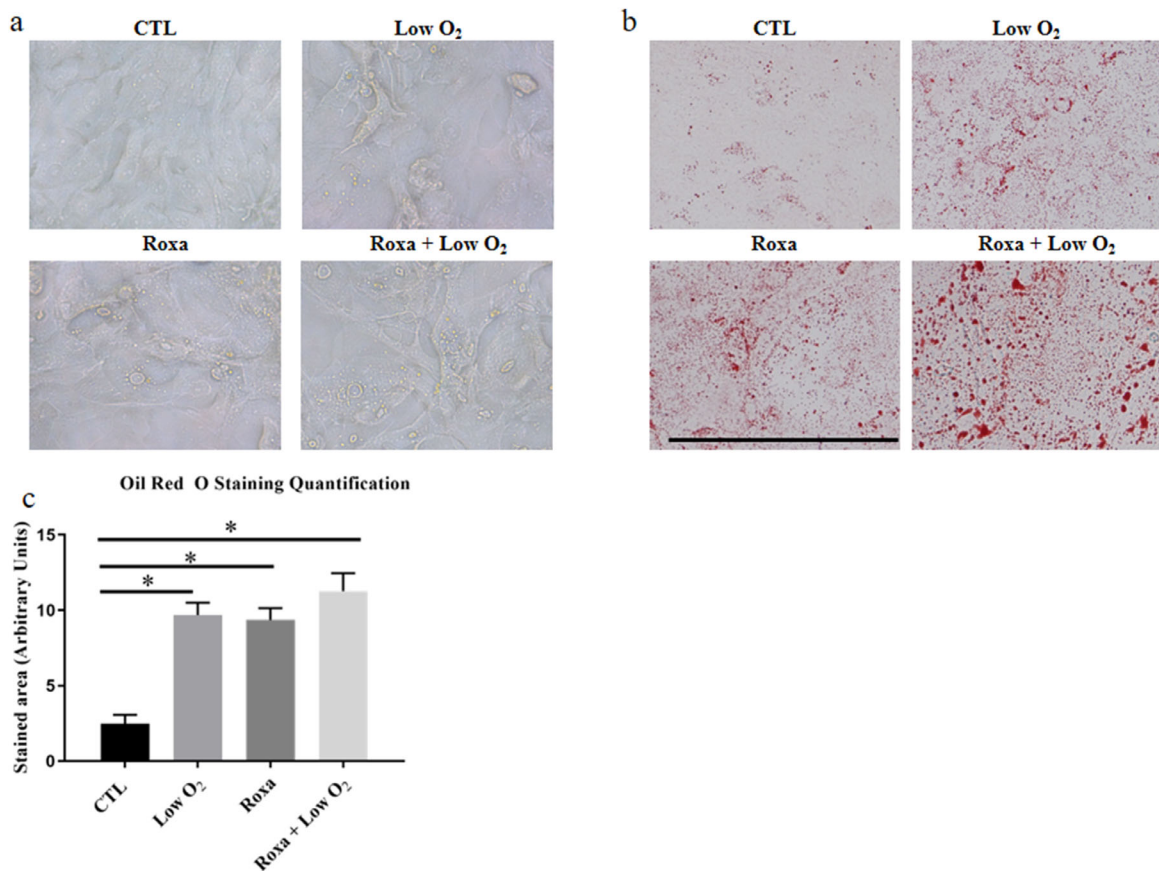 a
CTL
Low O₂
Roxa
Roxa + Low O₂
b
CTL
Low O₂
Roxa
Roxa + Low O₂
c
Oil Red O Staining Quantification
Stained area (Arbitrary Units)
15
10
5
0
*
*
*
CTL
Low O₂
Roxa
Roxa + Low O₂